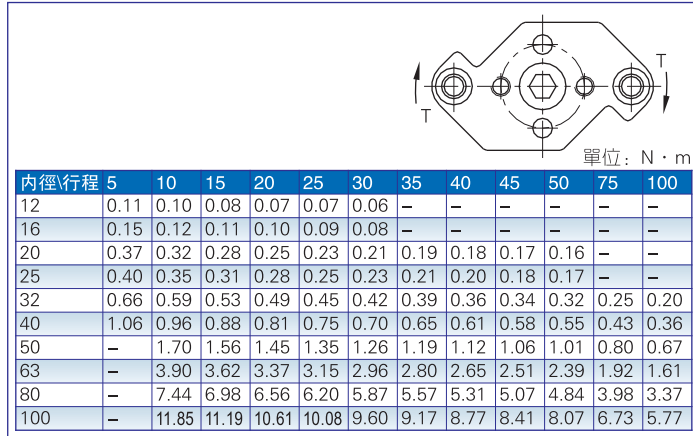 T
T
單位: N·m
内徑\行程 5 10 15 20 25 30 35 40 45 50 75 100
12 0.11 0.10 0.08 0.07 0.07 0.06 – – – – – –
16 0.15 0.12 0.11 0.10 0.09 0.08 – – – – – –
20 0.37 0.32 0.28 0.25 0.23 0.21 0.19 0.18 0.17 0.16 – –
25 0.40 0.35 0.31 0.28 0.25 0.23 0.21 0.20 0.18 0.17 – –
32 0.66 0.59 0.53 0.49 0.45 0.42 0.39 0.36 0.34 0.32 0.25 0.20
40 1.06 0.96 0.88 0.81 0.75 0.70 0.65 0.61 0.58 0.55 0.43 0.36
50 – 1.70 1.56 1.45 1.35 1.26 1.19 1.12 1.06 1.01 0.80 0.67
63 – 3.90 3.62 3.37 3.15 2.96 2.80 2.65 2.51 2.39 1.92 1.61
80 – 7.44 6.98 6.56 6.20 5.87 5.57 5.31 5.07 4.84 3.98 3.37
100 – 11.85 11.19 10.61 10.08 9.60 9.17 8.77 8.41 8.07 6.73 5.77